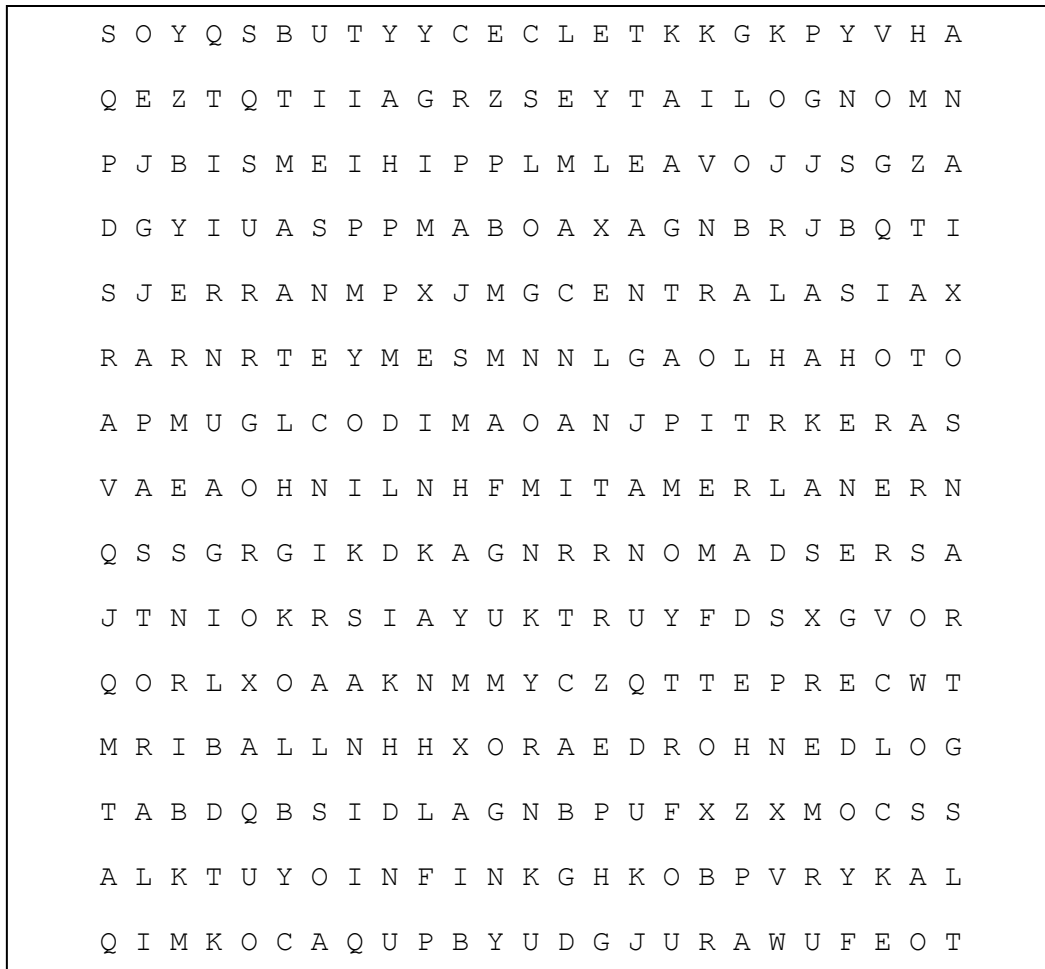 S O Y Q S B U T Y Y C E C L E T K K G K P Y V H A
Q E Z T Q T I I A G R Z S E Y T A I L O G N O M N
P J B I S M E I H I P P L M L E A V O J J S G Z A
D G Y I U A S P P M A B O A X A G N B R J B Q T I
S J E R R A N M P X J M G C E N T R A L A S I A X
R A R N R T E Y M E S M N N L G A O L H A H O T O
A P M U G L C O D I M A O A N J P I T R K E R A S
V A E A O H N I L N H F M I T A M E R L A N E R N
Q S S G R G I K D K A G N R R N O M A D S E R S A
J T N I O K R S I A Y U K T R U Y F D S X G V O R
Q O R L X O A A K N M M Y C Z Q T T E P R E C W T
M R I B A L L N H H X O R A E D R O H N E D L O G
T A B D Q B S I D L A G N B P U F X Z X M O C S S
A L K T U Y O I N F I N K G H K O B P V R Y K A L
Q I M K O C A Q U P B Y U D G J U R A W U F E O T